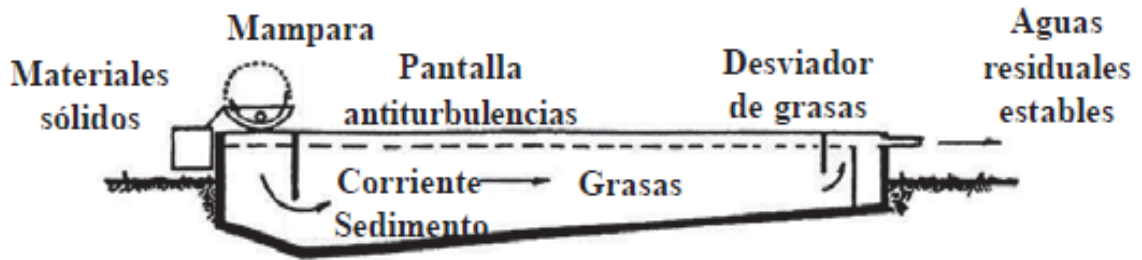 Mampara
Materiales
sólidos
Pantalla
antiturbulencias
Desviador
de grasas
Aguas
residuales
estables
Corriente
Grasas
Sedimento